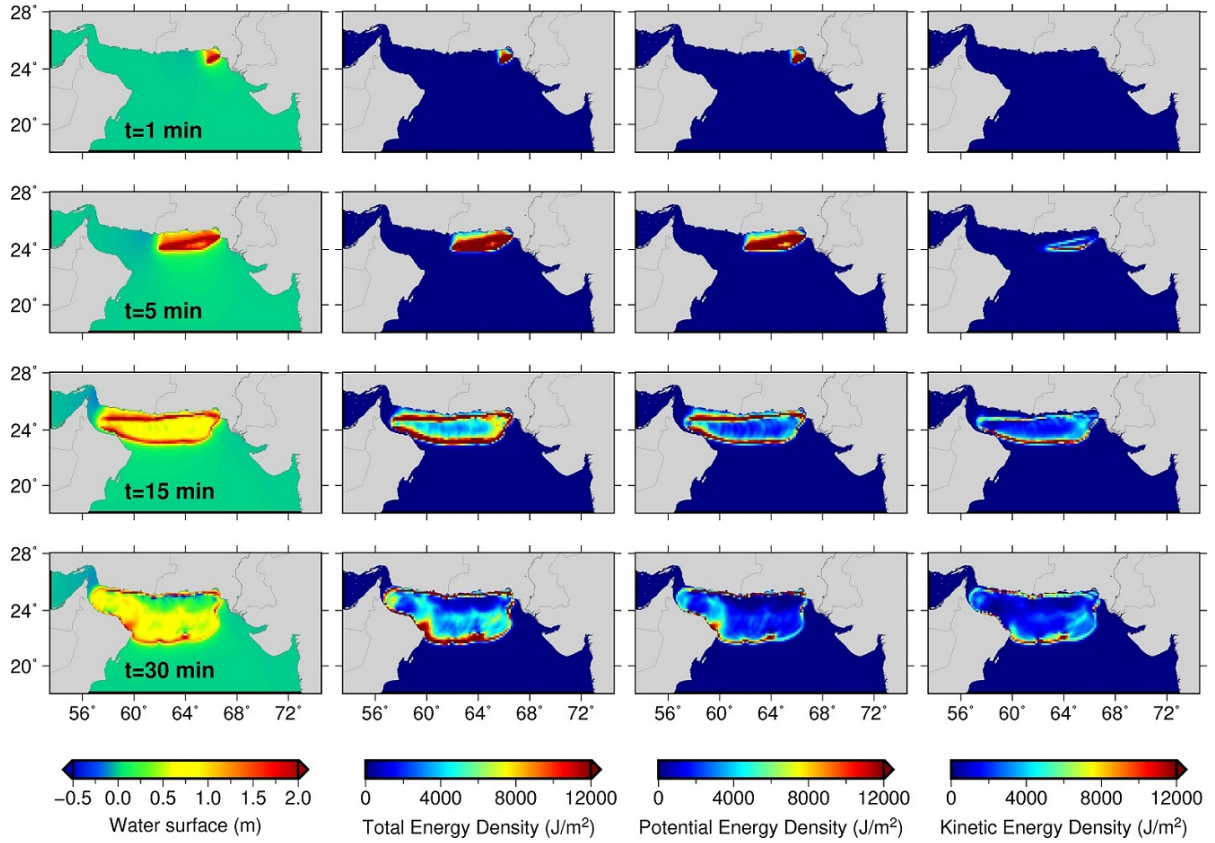 28˚
24˚
20˚
t=1 min
28˚
24˚
20˚
t=5 min
28˚
24˚
20˚
t=15 min
28˚
24˚
20˚
t=30 min
56˚ 60˚ 64˚ 68˚ 72˚ 56˚ 60˚ 64˚ 68˚ 72˚ 56˚ 60˚ 64˚ 68˚ 72˚ 56˚ 60˚ 64˚ 68˚ 72˚
−0.5 0.0 0.5 1.0 1.5 2.0 0 4000 8000 12000 0 4000 8000 12000 0 4000 8000 12000
Water surface (m) Total Energy Density (J/m²) Potential Energy Density (J/m²) Kinetic Energy Density (J/m²)